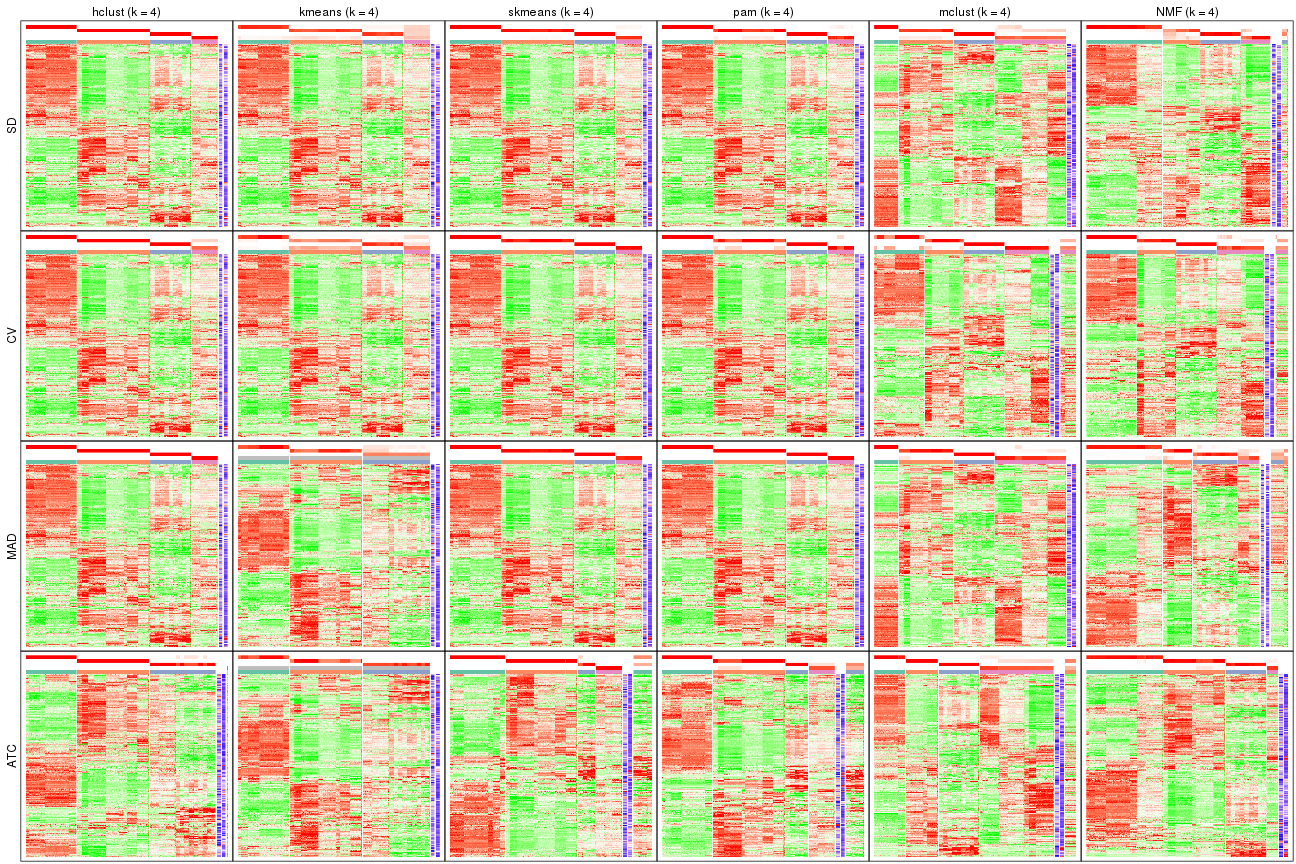 hclust (k = 4) kmeans (k = 4) skmeans (k = 4) pam (k = 4) mclust (k = 4) NMF (k = 4)
SD
CV
MAD
ATC